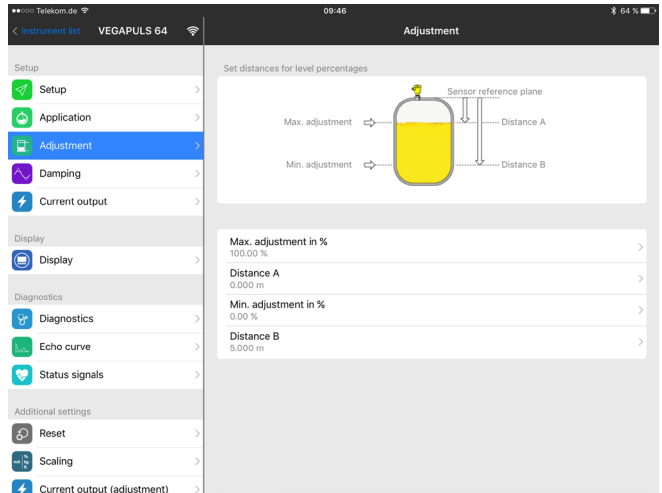 ●●○○○ Telekom.de 09:46 64 %
Instrument list VEGAPULS 64 Adjustment
Setup
Setup
Application
Adjustment
Damping
Current output
Display
Display
Diagnostics
Diagnostics
Echo curve
Status signals
Additional settings
Reset
Scaling
Current output (adjustment)
Set distances for level percentages
Sensor reference plane
Max. adjustment Distance A
Min. adjustment Distance B
Max. adjustment in %
100.00 %
Distance A
0.000 m
Min. adjustment in %
0.00 %
Distance B
5.000 m